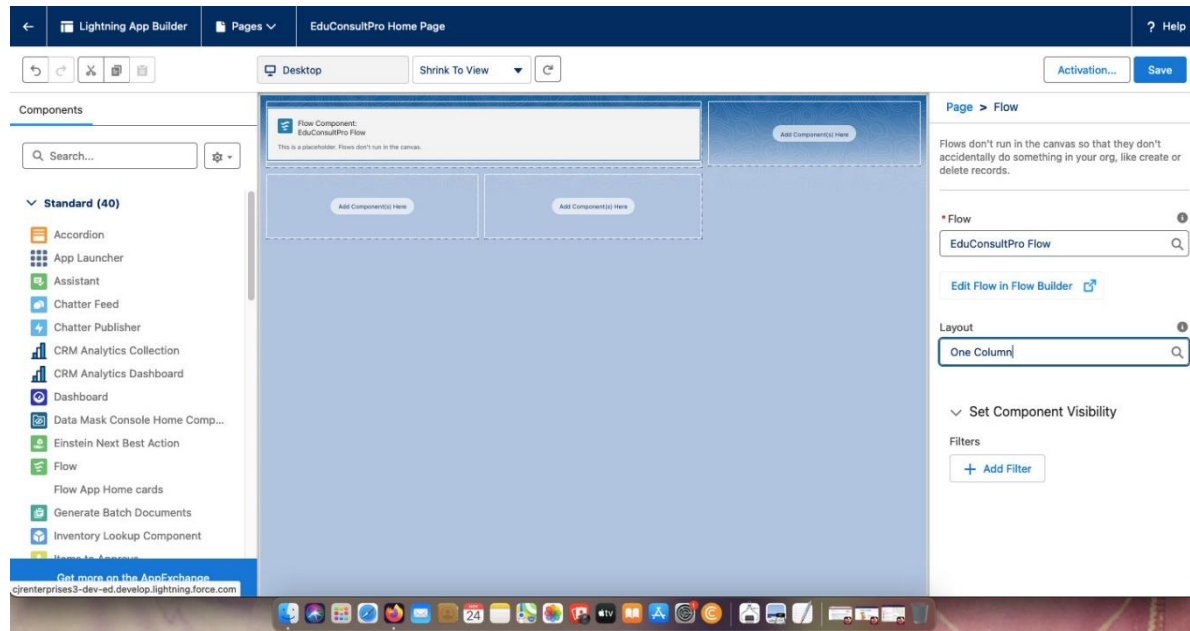 Lightning App Builder
Pages
EduConsultPro Home Page
? Help
Desktop
Shrink To View
Activation...
Save
Components
Search...
Standard (40)
Accordion
App Launcher
Assistant
Chatter Feed
Chatter Publisher
CRM Analytics Collection
CRM Analytics Dashboard
Dashboard
Data Mask Console Home Comp...
Einstein Next Best Action
Flow
Flow App Home cards
Generate Batch Documents
Inventory Lookup Component
Items to Approve
Get more on the AppExchange
cjrenterprises3-dev-ed.develop.lightning.force.com
Flow Component:
EduConsultPro Flow
This is a placeholder. Flows don't run in the canvas.
Add Component(s) Here
Add Component(s) Here
Add Component(s) Here
Page > Flow
Flows don't run in the canvas so that they don't
accidentally do something in your org, like create or
delete records.
* Flow
EduConsultPro Flow
Edit Flow in Flow Builder
Layout
One Column
Set Component Visibility
Filters
+ Add Filter
24
tv